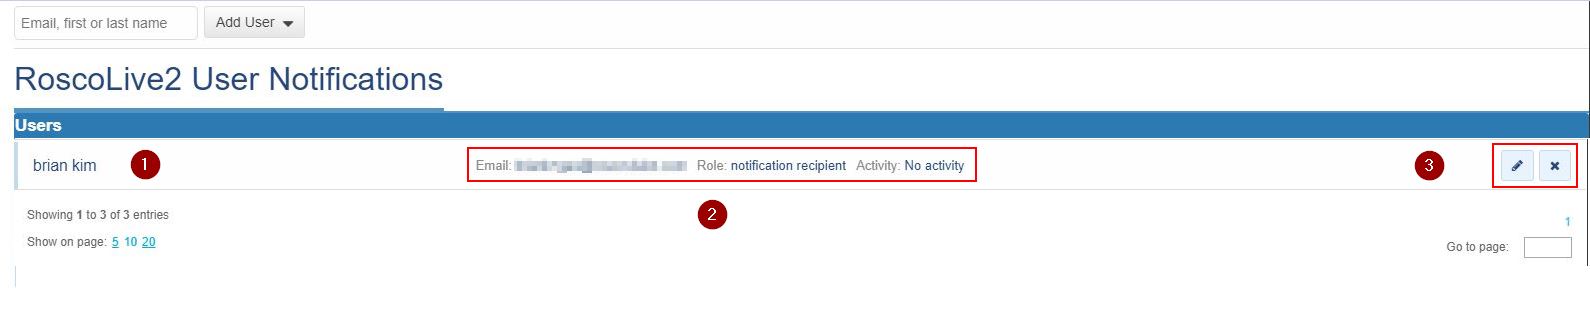 Email, first or last name Add User
RoscoLive2 User Notifications
Users
brian kim 1 Email: Role: notification recipient Activity: No activity 3
2
Showing 1 to 3 of 3 entries
1
Show on page: 5 10 20
Go to page: